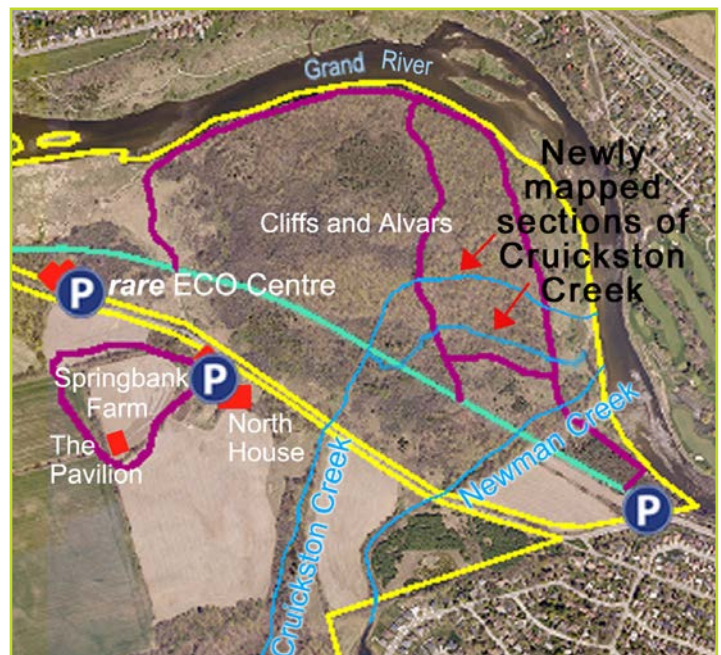 Grand River
Newly
mapped
sections of
Cruickston
Creek
Cliffs and Alvars
P
rare ECO Centre
P
Springbank
Farm
The
Pavilion
North
House
Cruickston Creek
Newman Creek
P